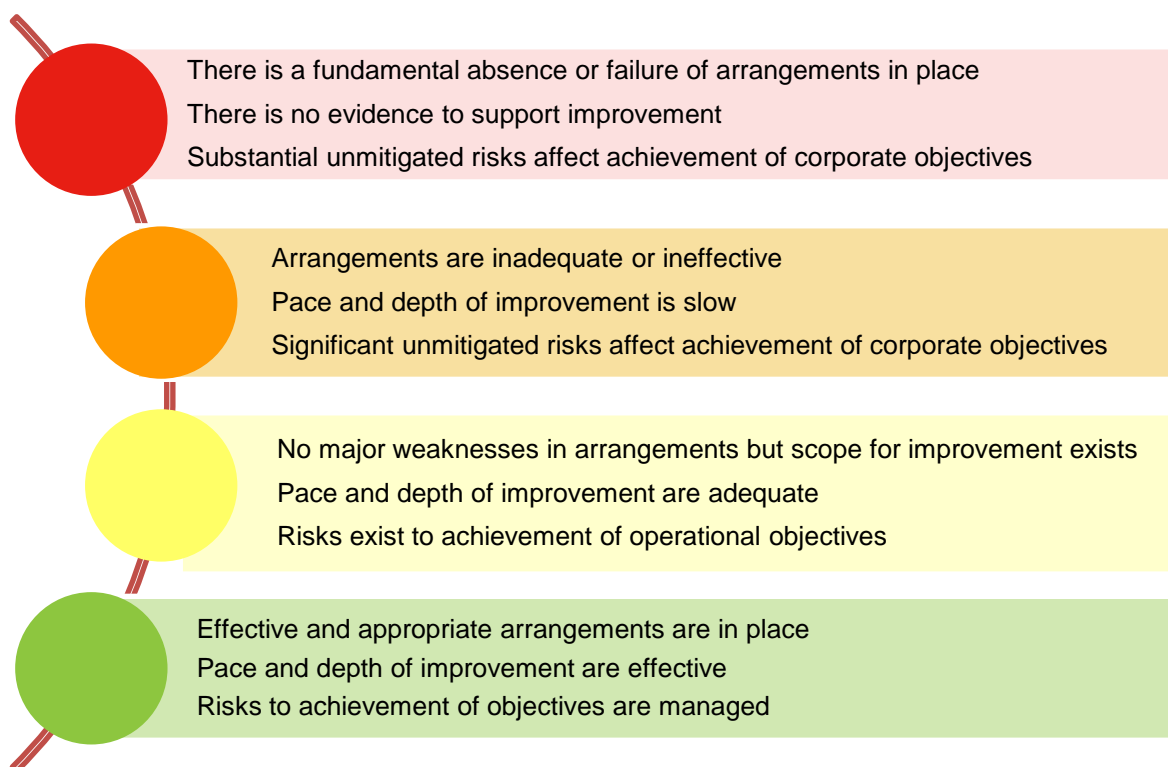 There is a fundamental absence or failure of arrangements in place
There is no evidence to support improvement
Substantial unmitigated risks affect achievement of corporate objectives
Arrangements are inadequate or ineffective
Pace and depth of improvement is slow
Significant unmitigated risks affect achievement of corporate objectives
No major weaknesses in arrangements but scope for improvement exists
Pace and depth of improvement are adequate
Risks exist to achievement of operational objectives
Effective and appropriate arrangements are in place
Pace and depth of improvement are effective
Risks to achievement of objectives are managed